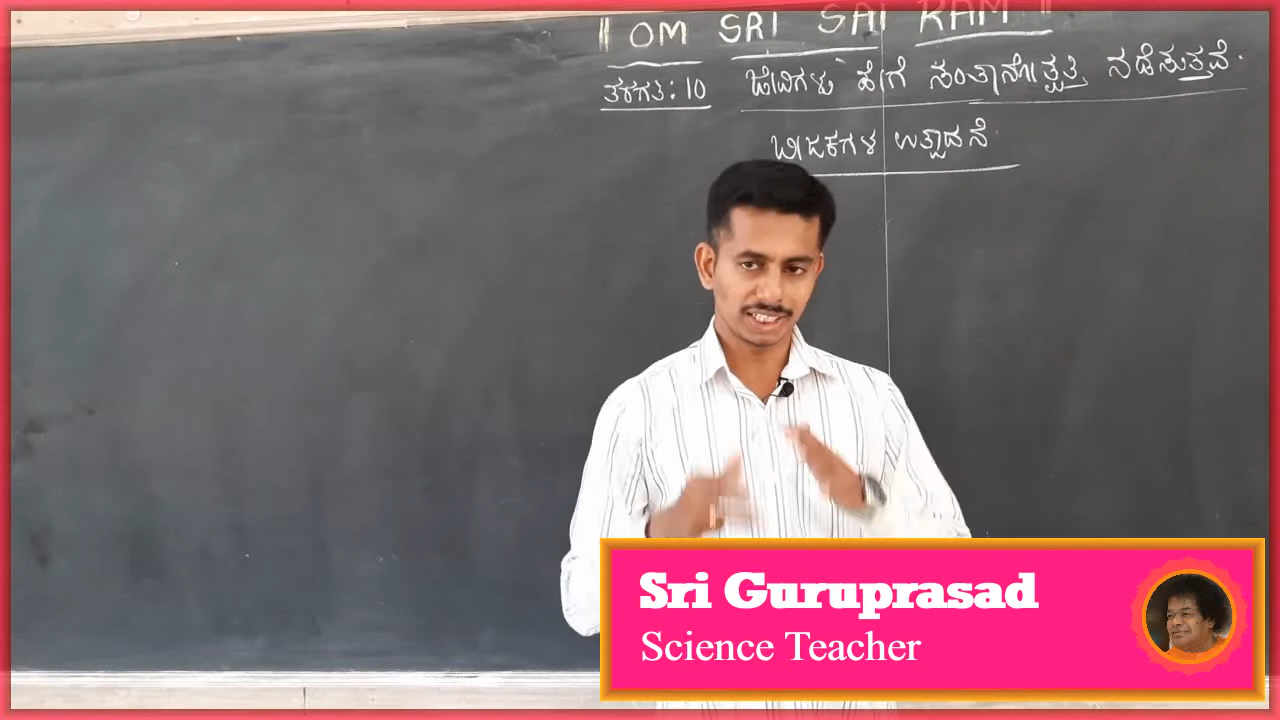 ॥ OM SRI SAI RAM ॥
ತರಗತಿ: 10 ಜೀವಿಗಳು ಹೇಗೆ ಸಂತಾನೋತ್ಪತ್ತಿ ನಡೆಸುತ್ತವೆ.
ಬೀಜಕಗಳ ಉತ್ಪಾದನೆ
Sri Guruprasad
Science Teacher